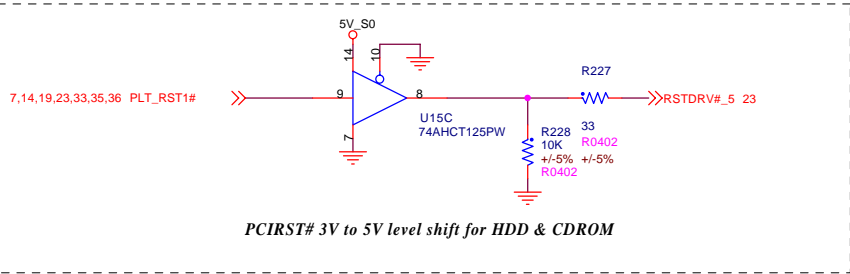 5V_S0
14
10
R227
7,14,19,23,33,35,36 PLT_RST1#
9
8
RSTDRV#_5 23
U15C
74AHCT125PW
7
R228
10K
+/-5%
R0402
33
R0402
+/-5%
PCIRST# 3V to 5V level shift for HDD & CDROM